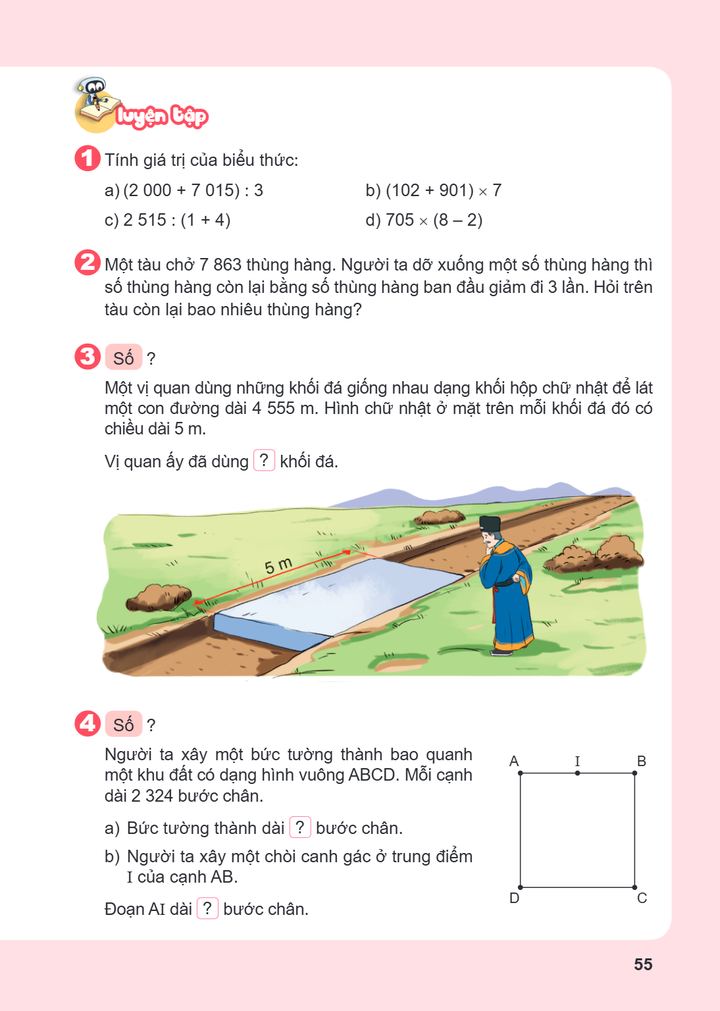 Luyện tập
1 Tính giá trị của biểu thức:
a) (2 000 + 7 015) : 3
b) (102 + 901) × 7
c) 2 515 : (1 + 4)
d) 705 × (8 – 2)
2 Một tàu chở 7 863 thùng hàng. Người ta dỡ xuống một số thùng hàng thì
số thùng hàng còn lại bằng số thùng hàng ban đầu giảm đi 3 lần. Hỏi trên
tàu còn lại bao nhiêu thùng hàng?
3 Số ?
Một vị quan dùng những khối đá giống nhau dạng khối hộp chữ nhật để lát
một con đường dài 4 555 m. Hình chữ nhật ở mặt trên mỗi khối đá đó có
chiều dài 5 m.
Vị quan ấy đã dùng ? khối đá.
5 m
4 Số ?
Người ta xây một bức tường thành bao quanh
một khu đất có dạng hình vuông ABCD. Mỗi cạnh
dài 2 324 bước chân.
a) Bức tường thành dài ? bước chân.
b) Người ta xây một chòi canh gác ở trung điểm
I của cạnh AB.
Đoạn AI dài ? bước chân.
A I B
D C
55